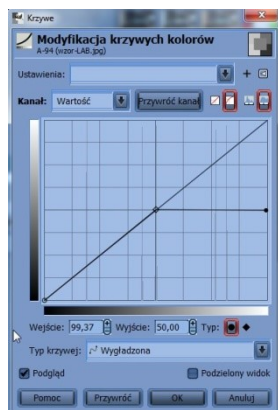 Krzywe
Modyfikacja krzywych kolorów
A-94 (wzor-LAB.jpg)
Ustawienia:
Kanał: Wartość Przywróć kanał
Wejście: 99,37 Wyjście: 50,00 Typ:
Typ krzywej: Wygładzona
Podgląd Podzielony widok
Pomoc Przywróć OK Anuluj